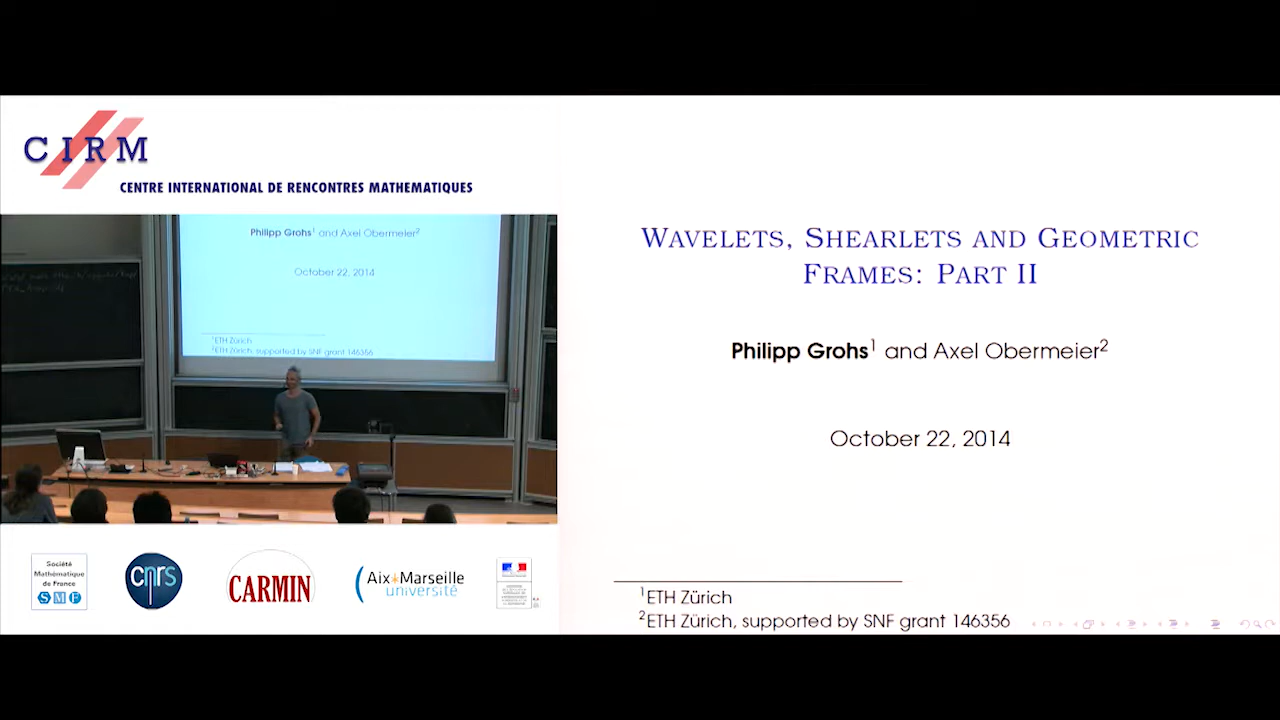 CIRM
CENTRE INTERNATIONAL DE RENCONTRES MATHEMATIQUES
Philipp Grohs1 and Axel Obermeier2
October 22, 2014
1ETH Zürich
2ETH Zürich, supported by SNF grant 146356
Société
Mathématique
de France
SMF
cnrs
CARMIN
Aix*Marseille
université
WAVELETS, SHEARLETS AND GEOMETRIC
FRAMES: PART II
Philipp Grohs1 and Axel Obermeier2
October 22, 2014
1ETH Zürich
2ETH Zürich, supported by SNF grant 146356